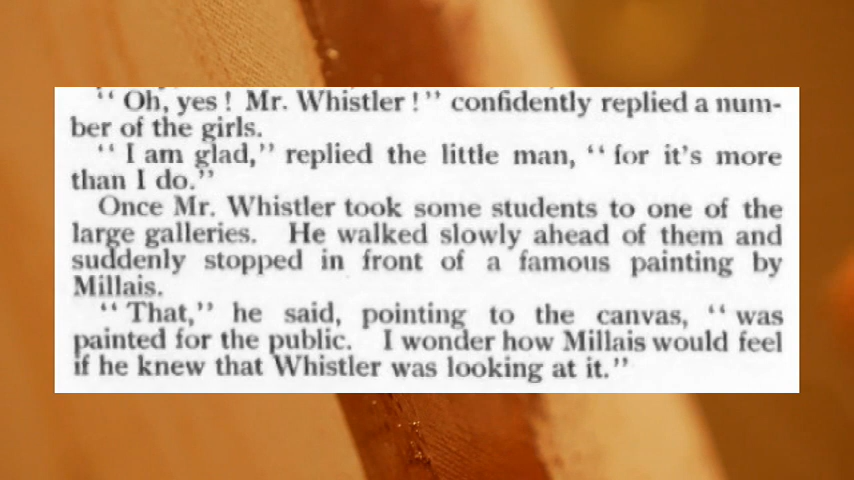 “ Oh, yes ! Mr. Whistler ! ” confidently replied a num-
ber of the girls.
“ I am glad,” replied the little man, “ for it’s more
than I do.”
Once Mr. Whistler took some students to one of the
large galleries. He walked slowly ahead of them and
suddenly stopped in front of a famous painting by
Millais.
“ That,” he said, pointing to the canvas, “ was
painted for the public. I wonder how Millais would feel
if he knew that Whistler was looking at it.”